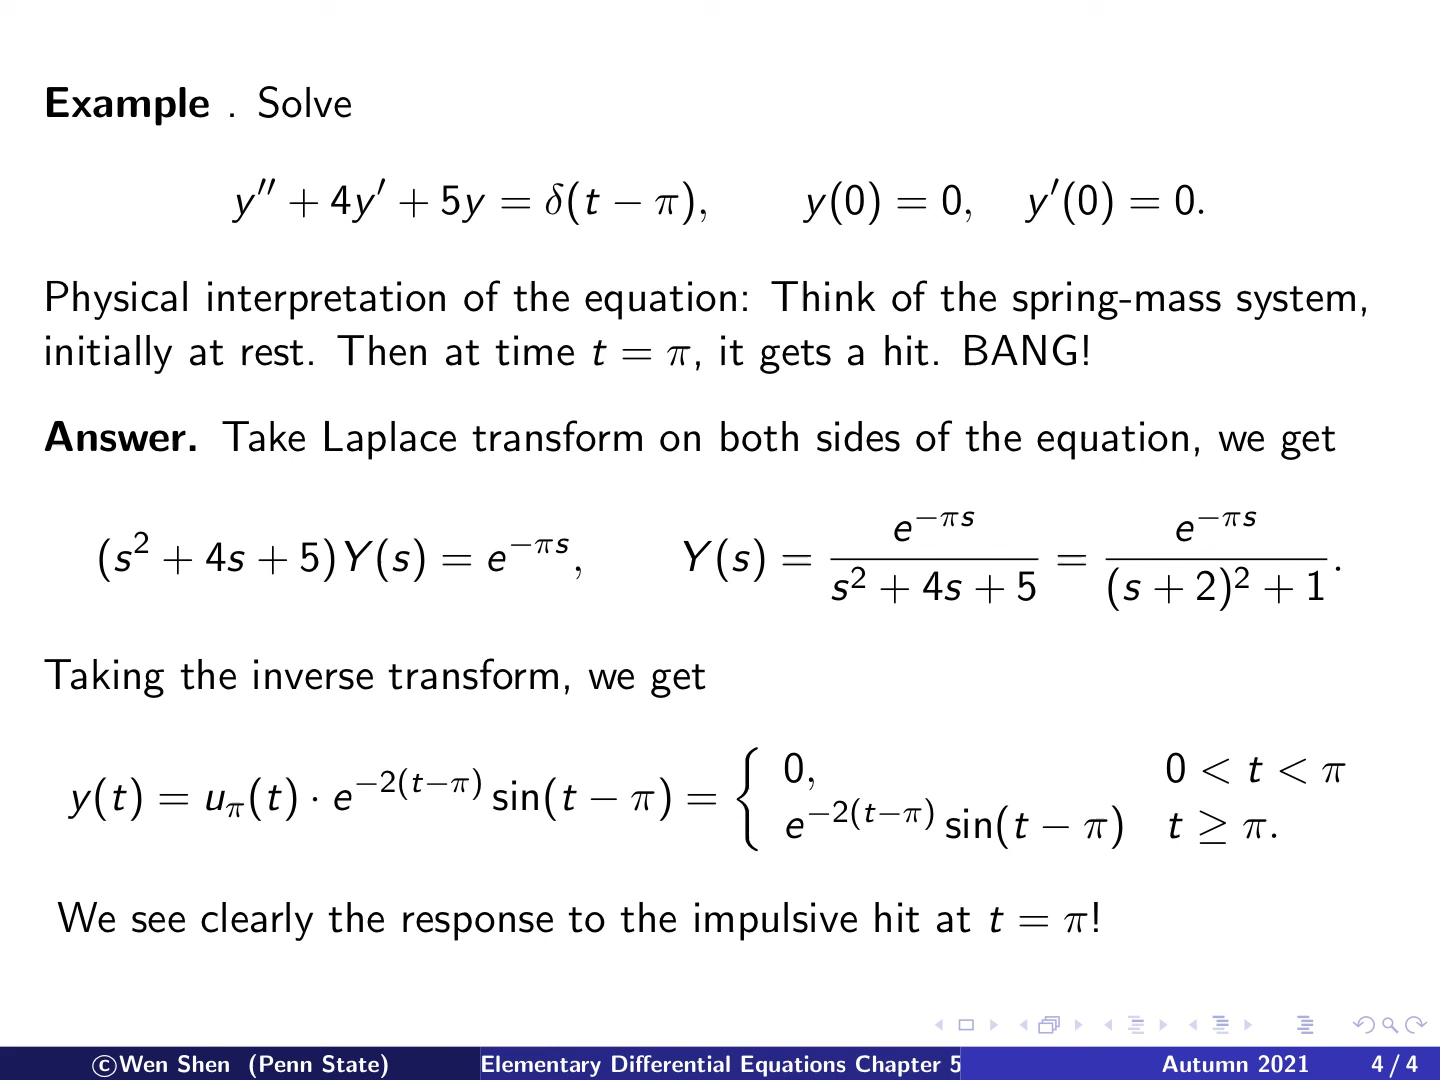 Example . Solve
y″ + 4y′ + 5y = δ(t − π), y(0) = 0, y′(0) = 0.
Physical interpretation of the equation: Think of the spring-mass system,
initially at rest. Then at time t = π, it gets a hit. BANG!
Answer. Take Laplace transform on both sides of the equation, we get
(s² + 4s + 5)Y(s) = e^{−πs}, Y(s) = \frac{e^{−πs}}{s² + 4s + 5} = \frac{e^{−πs}}{(s + 2)² + 1}.
Taking the inverse transform, we get
y(t) = u_π(t) · e^{−2(t−π)} sin(t − π) = { 0, 0 < t < π
e^{−2(t−π)} sin(t − π) t ≥ π.
We see clearly the response to the impulsive hit at t = π!
©Wen Shen (Penn State) Elementary Differential Equations Chapter 5 Autumn 2021 4 / 4